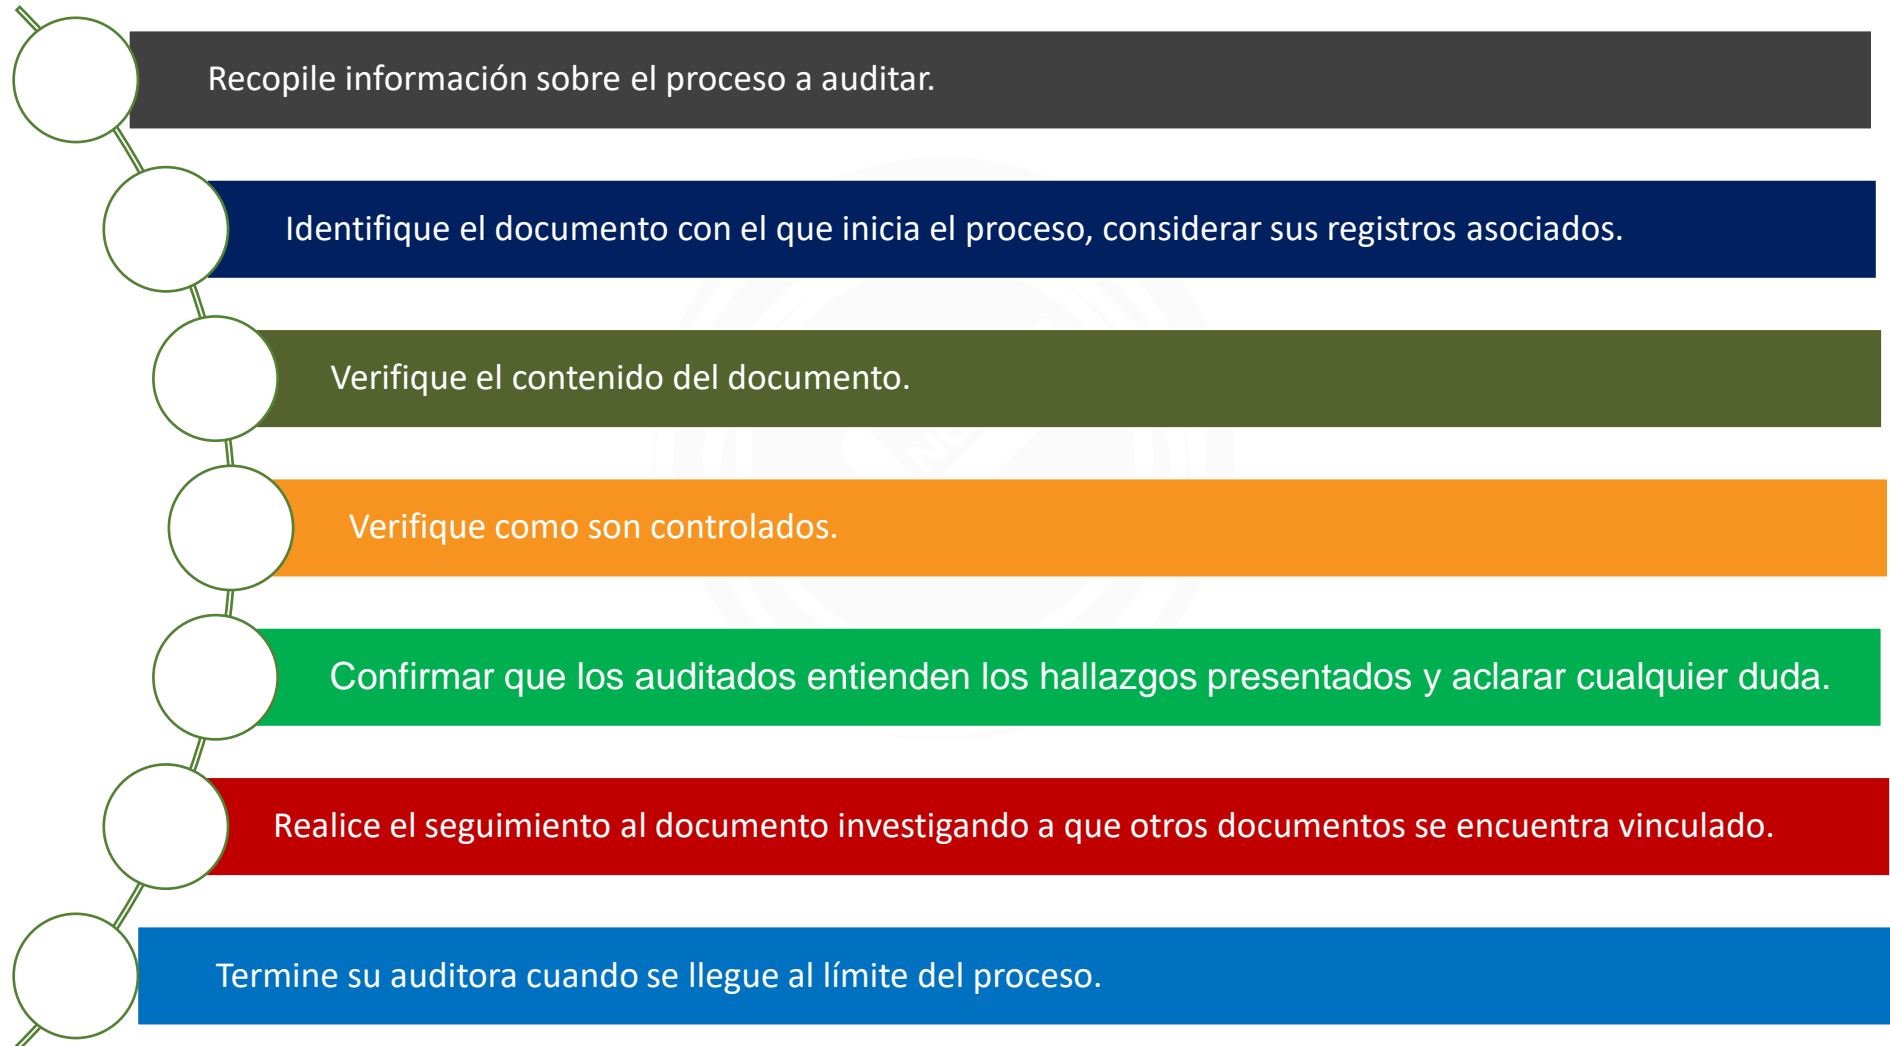 Recopile información sobre el proceso a auditar.
Identifique el documento con el que inicia el proceso, considerar sus registros asociados.
Verifique el contenido del documento.
Verifique como son controlados.
Confirmar que los auditados entienden los hallazgos presentados y aclarar cualquier duda.
Realice el seguimiento al documento investigando a que otros documentos se encuentra vinculado.
Termine su auditora cuando se llegue al límite del proceso.